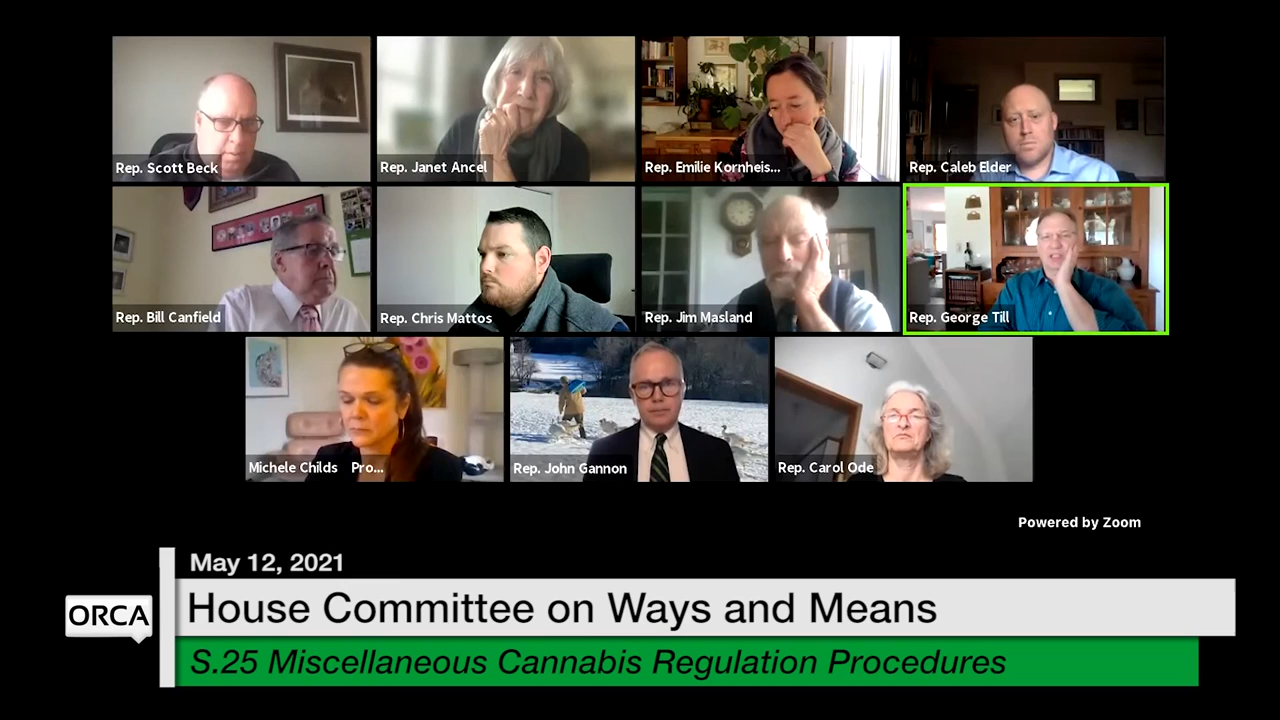 Rep. Scott Beck
Rep. Janet Ancel
Rep. Emilie Kornheis...
Rep. Caleb Elder
Rep. Bill Canfield
Rep. Chris Mattos
Rep. Jim Masland
Rep. George Till
Michele Childs Pro...
Rep. John Gannon
Rep. Carol Ode
Powered by Zoom
May 12, 2021
ORCA
House Committee on Ways and Means
S.25 Miscellaneous Cannabis Regulation Procedures